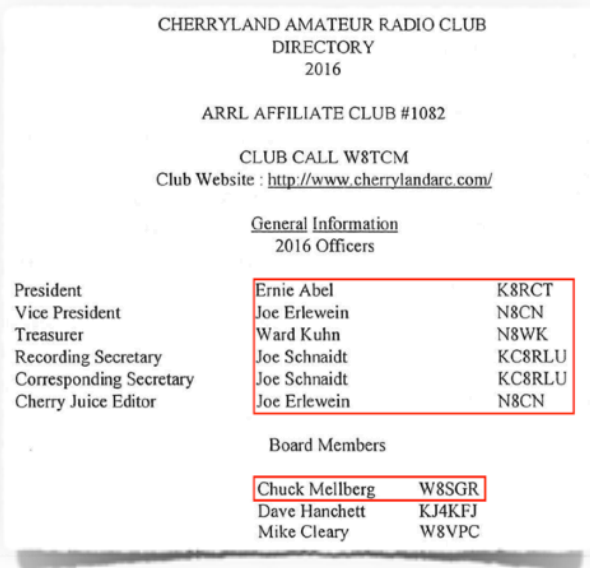 CHERRYLAND AMATEUR RADIO CLUB
DIRECTORY
2016
ARRL AFFILIATE CLUB #1082
CLUB CALL W8TCM
Club Website : http://www.cherrylandarc.com/
General Information
2016 Officers
President Ernie Abel K8RCT
Vice President Joe Erlewein N8CN
Treasurer Ward Kuhn N8WK
Recording Secretary Joe Schnaidt KC8RLU
Corresponding Secretary Joe Schnaidt KC8RLU
Cherry Juice Editor Joe Erlewein N8CN
Board Members
Chuck Mellberg W8SGR
Dave Hanchett KJ4KFJ
Mike Cleary W8VPC